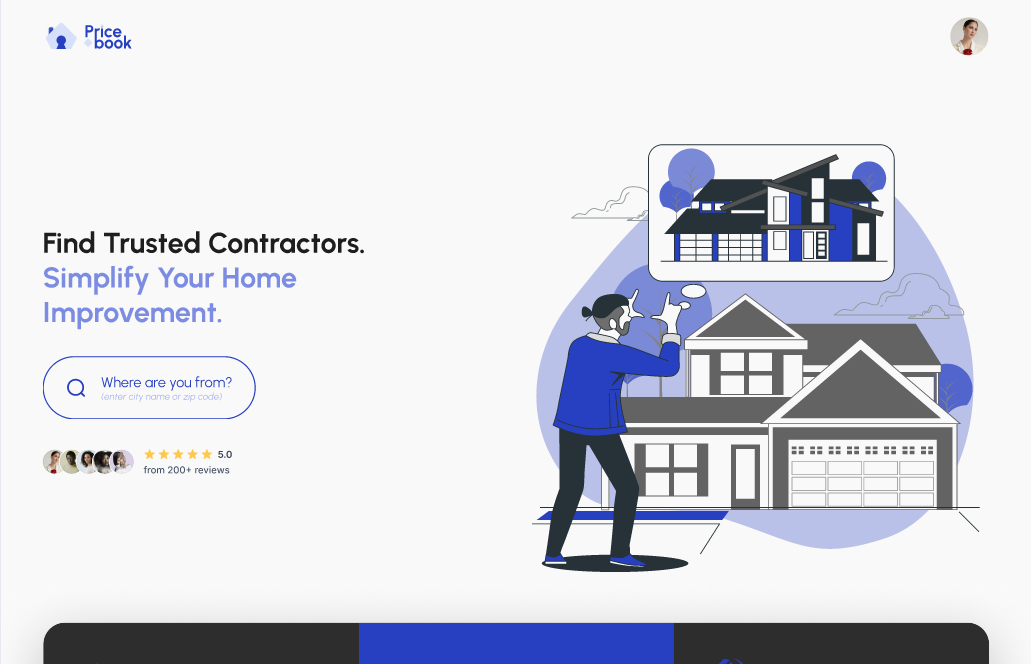 Price
book
Find Trusted Contractors.
Simplify Your Home
Improvement.
Where are you from?
(enter city name or zip code)
5.0
from 200+ reviews